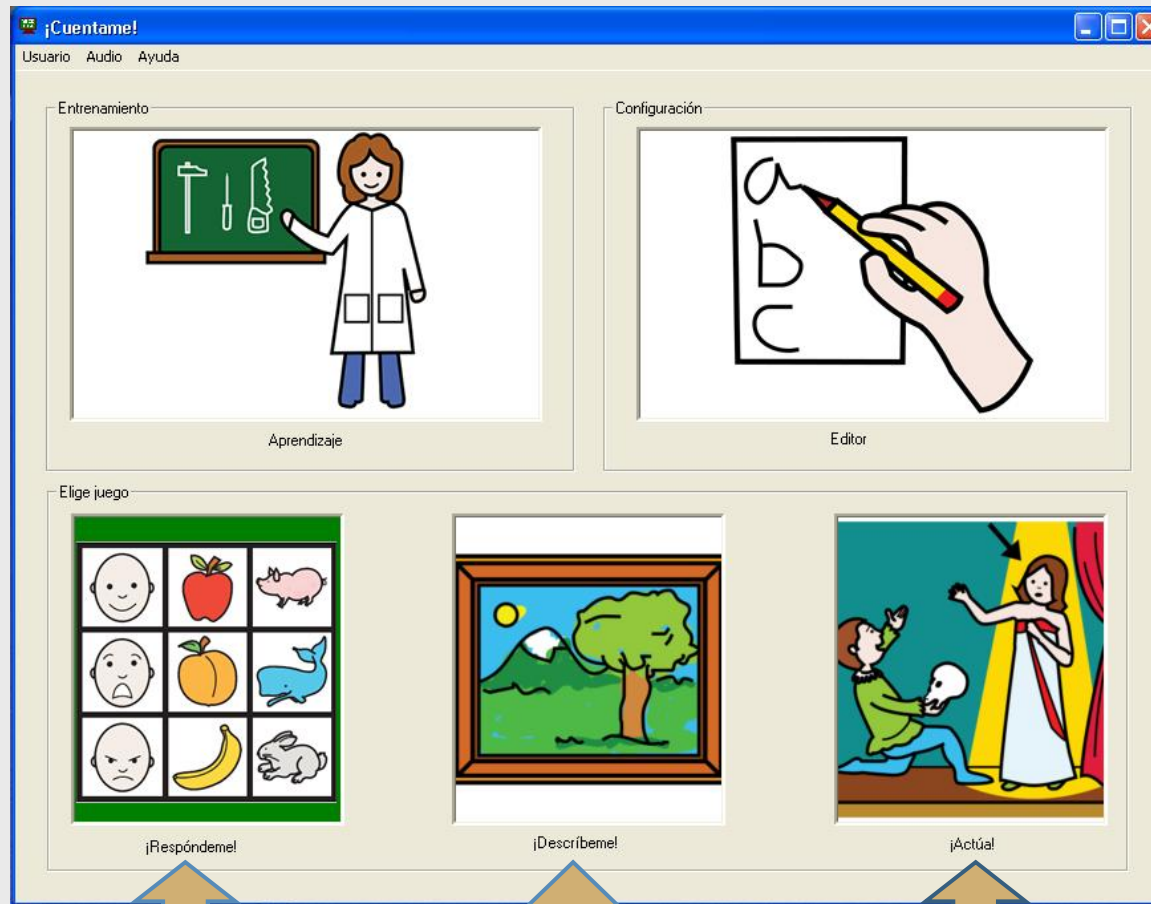 ¡Cuentame!
Usuario Audio Ayuda
Entrenamiento
Aprendizaje
Configuración
a
b
c
Editor
Elige juego
¡Respóndeme!
¡Descríbeme!
¡Actúa!